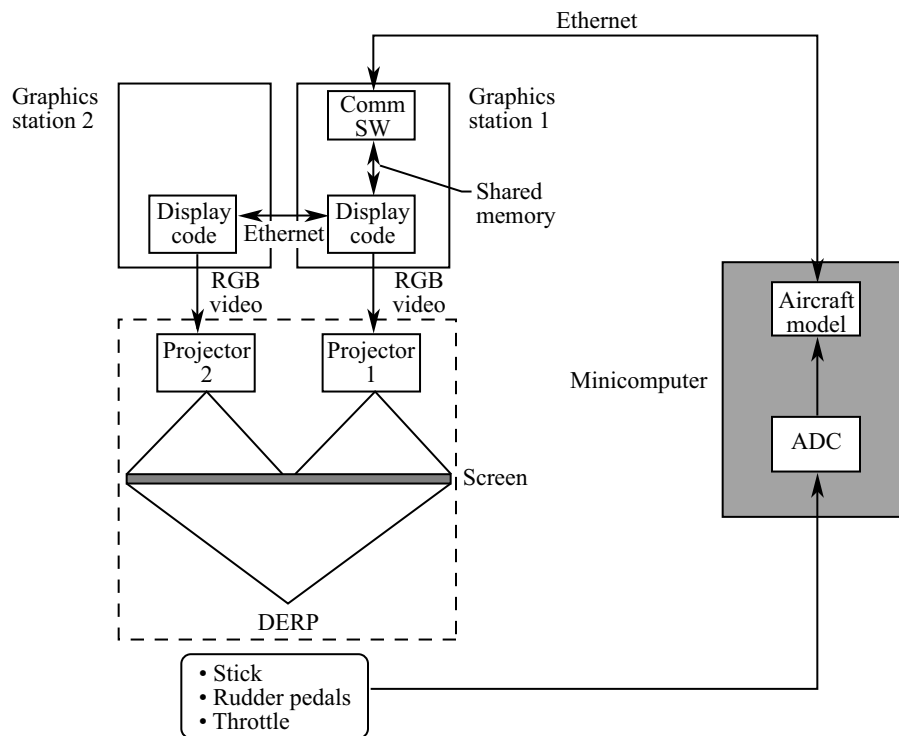 Ethernet
Graphics
station 2
Comm
SW
Graphics
station 1
Shared
memory
Display
code
Ethernet
Display
code
RGB
video
RGB
video
Aircraft
model
Projector
2
Projector
1
Minicomputer
ADC
Screen
DERP
• Stick
• Rudder pedals
• Throttle